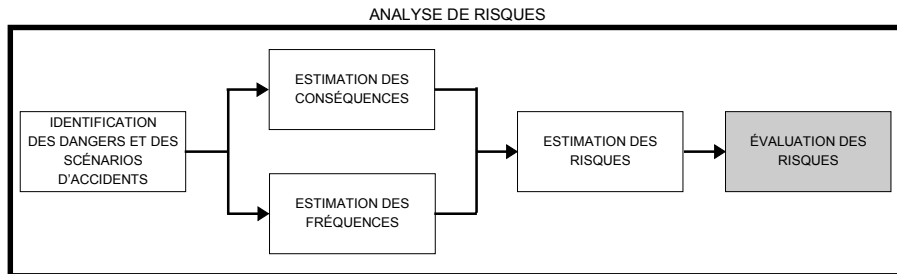 ANALYSE DE RISQUES
IDENTIFICATION
DES DANGERS ET DES
SCÉNARIOS
D'ACCIDENTS
ESTIMATION DES
CONSÉQUENCES
ESTIMATION DES
FRÉQUENCES
ESTIMATION DES
RISQUES
ÉVALUATION DES
RISQUES